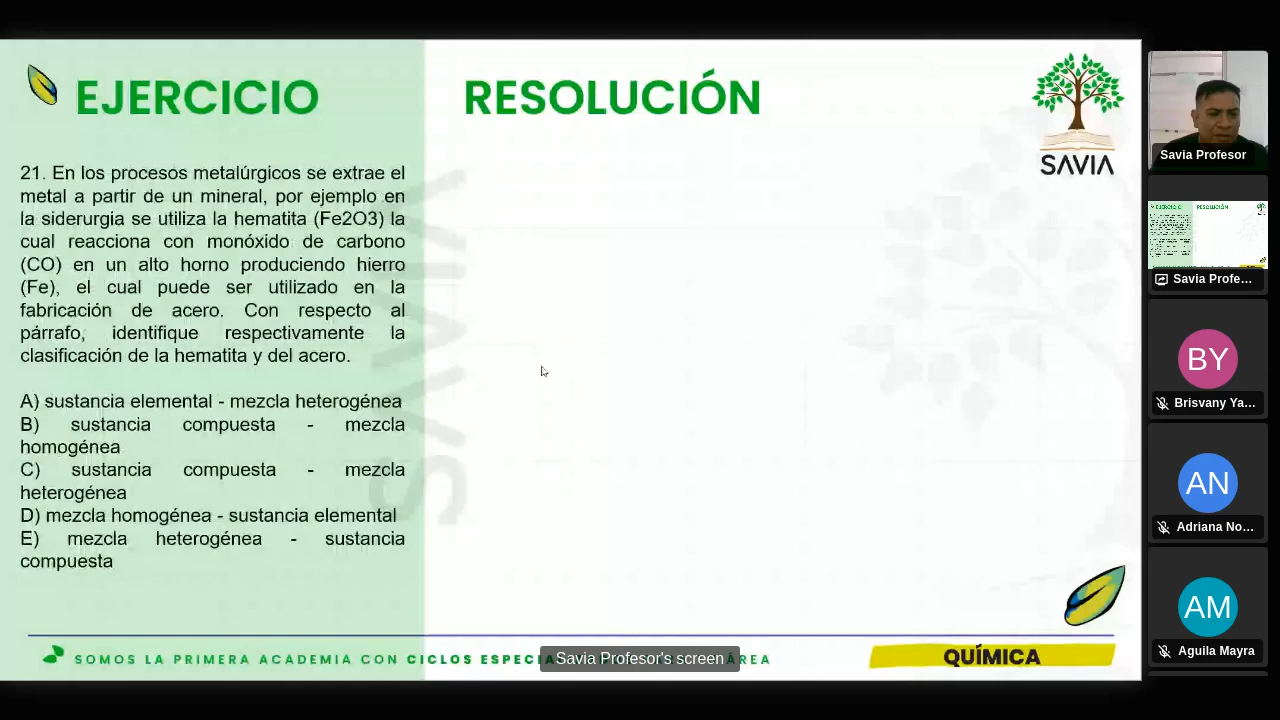 EJERCICIO
RESOLUCIÓN
SAVIA
21. En los procesos metalúrgicos se extrae el
metal a partir de un mineral, por ejemplo en
la siderurgia se utiliza la hematita (Fe2O3) la
cual reacciona con monóxido de carbono
(CO) en un alto horno produciendo hierro
(Fe), el cual puede ser utilizado en la
fabricación de acero. Con respecto al
párrafo, identifique respectivamente la
clasificación de la hematita y del acero.
A) sustancia elemental - mezcla heterogénea
B) sustancia compuesta - mezcla
homogénea
C) sustancia compuesta - mezcla
heterogénea
D) mezcla homogénea - sustancia elemental
E) mezcla heterogénea - sustancia
compuesta
SAVIA
SOMOS LA PRIMERA ACADEMIA CON CICLOS ESPECIA
Savia Profesor's screen
ÁREA
QUÍMICA
Savia Profesor
EJERCICIO
RESOLUCIÓN
Savia Profe...
BY
Brisvany Ya...
AN
Adriana No...
AM
Aguila Mayra